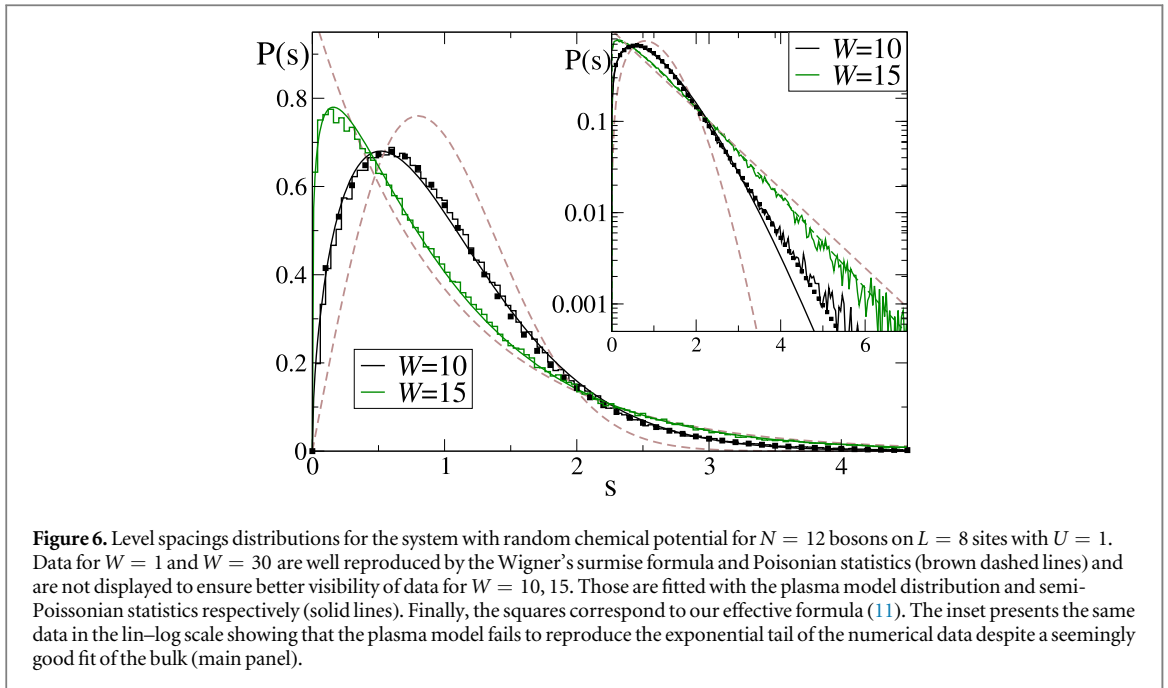 P(s)
0.8
0.6
0.4
0.2
0
0
1
2
3
4
s
W=10
W=15
P(s)
0.1
0.01
0.001
0
2
4
6
W=10
W=15
Figure 6. Level spacings distributions for the system with random chemical potential for N = 12 bosons on L = 8 sites with U = 1.
Data for W = 1 and W = 30 are well reproduced by the Wigner's surmise formula and Poisonian statistics (brown dashed lines) and
are not displayed to ensure better visibility of data for W = 10, 15. Those are fitted with the plasma model distribution and semi-
Poissonian statistics respectively (solid lines). Finally, the squares correspond to our effective formula (11). The inset presents the same
data in the lin–log scale showing that the plasma model fails to reproduce the exponential tail of the numerical data despite a seemingly
good fit of the bulk (main panel).